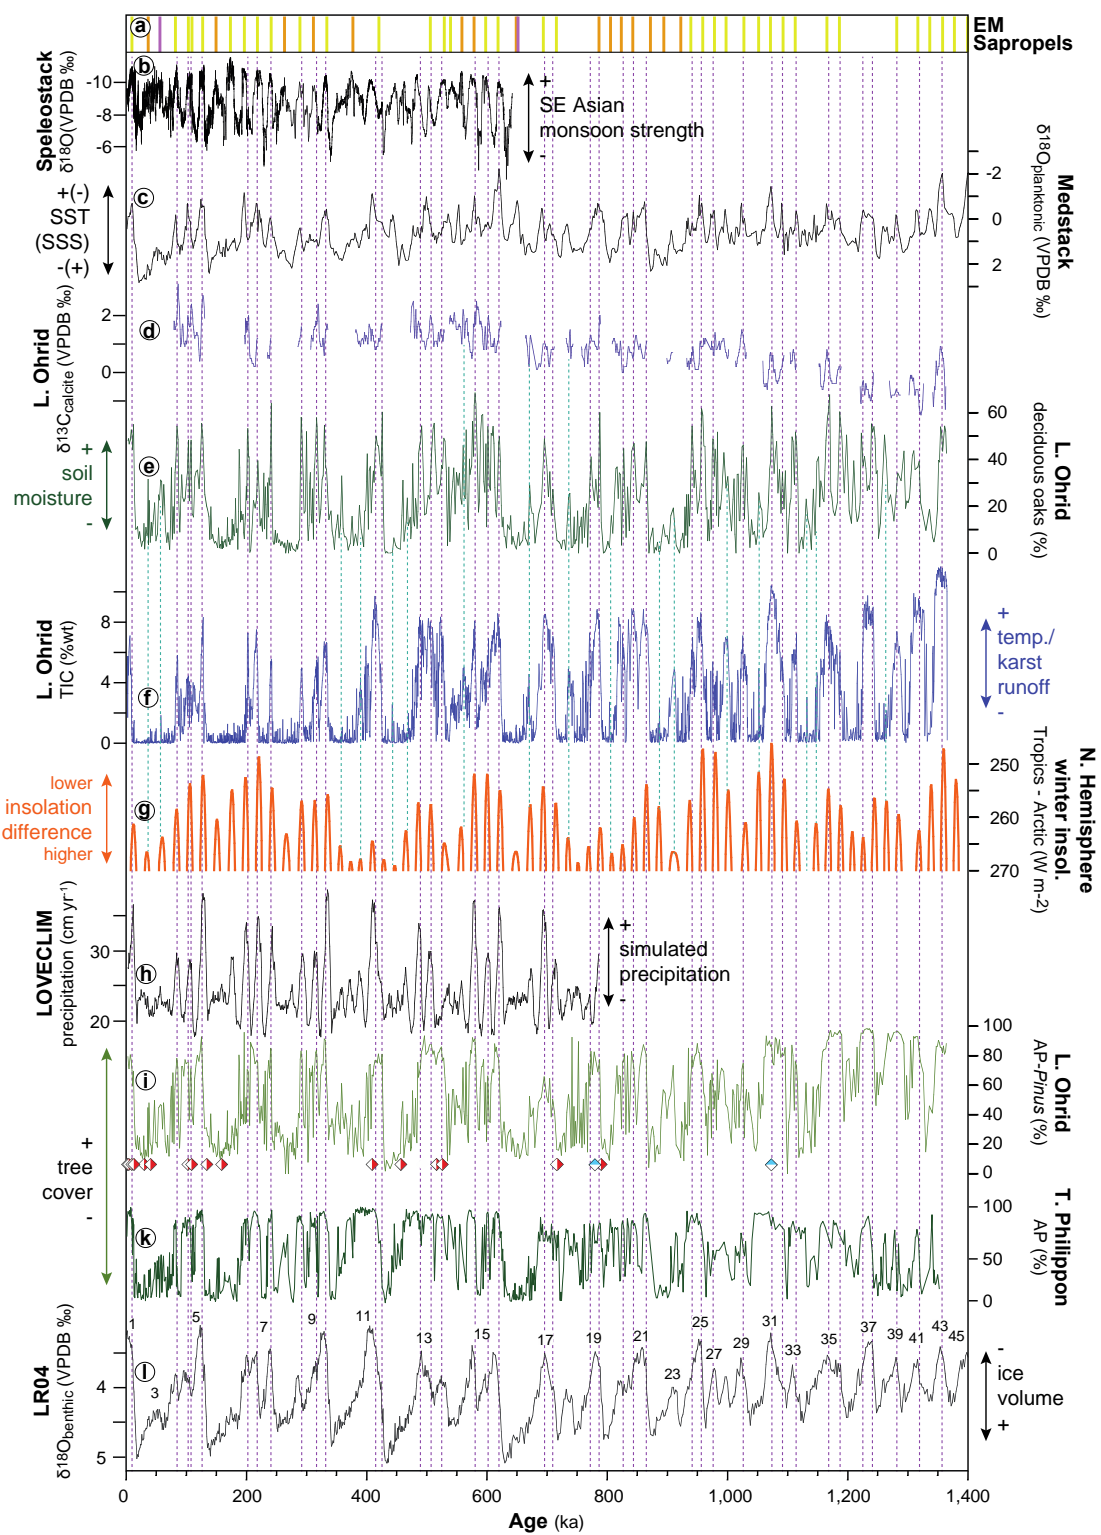 a
EM
Sapropels
b
Speleostack
δ18O(VPDB ‰)
-10
-8
-6
+
SE Asian
monsoon strength
-
c
+(-)
SST
(SSS)
-(+)
-2
0
2
Medstack
δ18Oplanktonic (VPDB ‰)
d
L. Ohrid
δ13Ccalcite (VPDB ‰)
2
0
e
+
soil
moisture
-
60
40
20
0
L. Ohrid
deciduous oaks (%)
f
L. Ohrid
TIC (%wt)
8
4
0
+
temp./
karst
runoff
-
g
lower
insolation
difference
higher
250
260
270
N. Hemisphere
winter insol.
Tropics - Arctic (W m-2)
h
LOVECLIM
precipitation (cm yr-1)
30
20
+
simulated
precipitation
-
i
100
80
60
40
20
0
L. Ohrid
AP-Pinus (%)
+
tree
cover
-
k
100
50
0
T. Philippon
AP (%)
l
LR04
δ18Obenthic (VPDB ‰)
4
5
1
3
5
7
9
11
13
15
17
19
21
23
25
27
29
31
33
35
37
39
41
43
45
-
ice
volume
+
0
200
400
600
800
1,000
1,200
1,400
Age (ka)